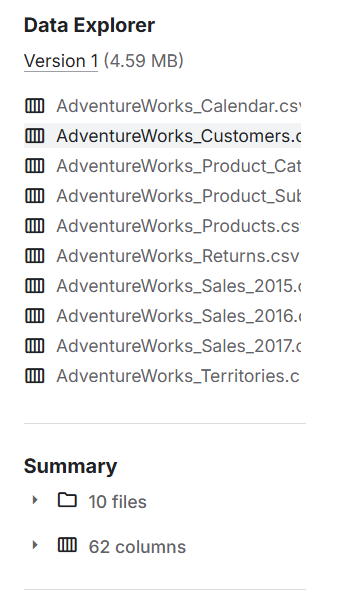 Data Explorer
Version 1 (4.59 MB)
AdventureWorks_Calendar.csv
AdventureWorks_Customers.c
AdventureWorks_Product_Cat
AdventureWorks_Product_Sub
AdventureWorks_Products.cs
AdventureWorks_Returns.csv
AdventureWorks_Sales_2015.c
AdventureWorks_Sales_2016.c
AdventureWorks_Sales_2017.c
AdventureWorks_Territories.c
Summary
10 files
62 columns